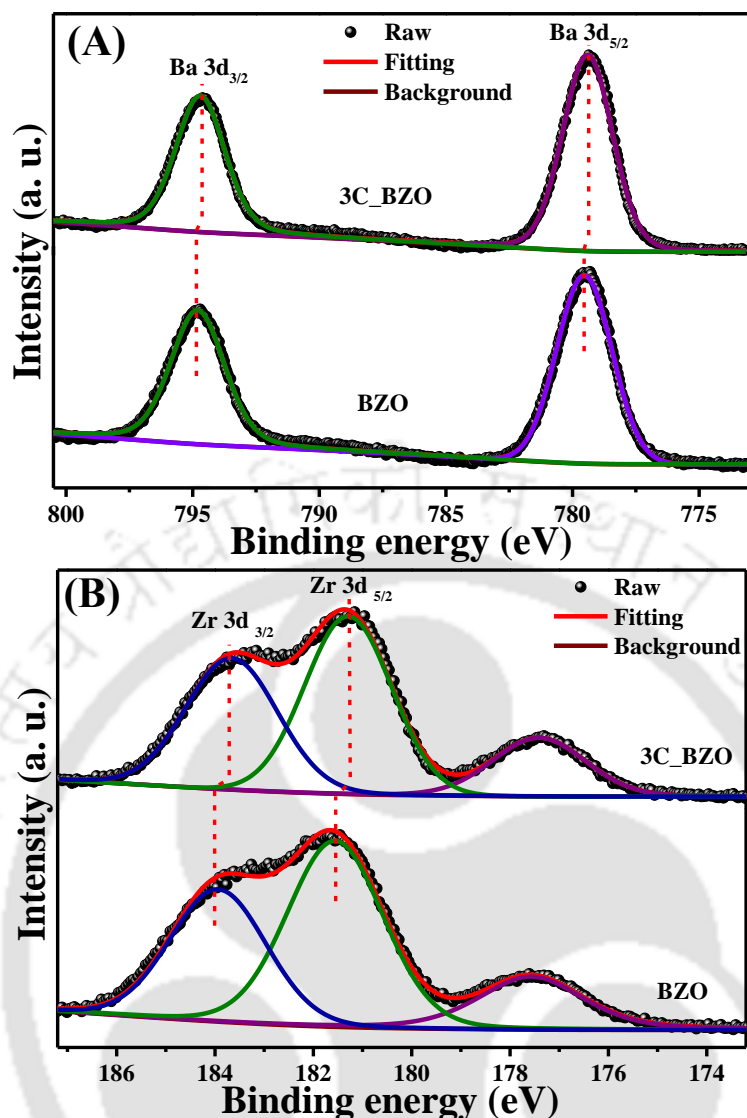 (A)
Ba 3d3/2
Raw
Fitting
Background
Ba 3d5/2
3C_BZO
BZO
Intensity (a. u.)
800 795 790 785 780 775
Binding energy (eV)
(B)
Zr 3d 3/2
Zr 3d 5/2
Raw
Fitting
Background
3C_BZO
BZO
Intensity (a. u.)
186 184 182 180 178 176 174
Binding energy (eV)